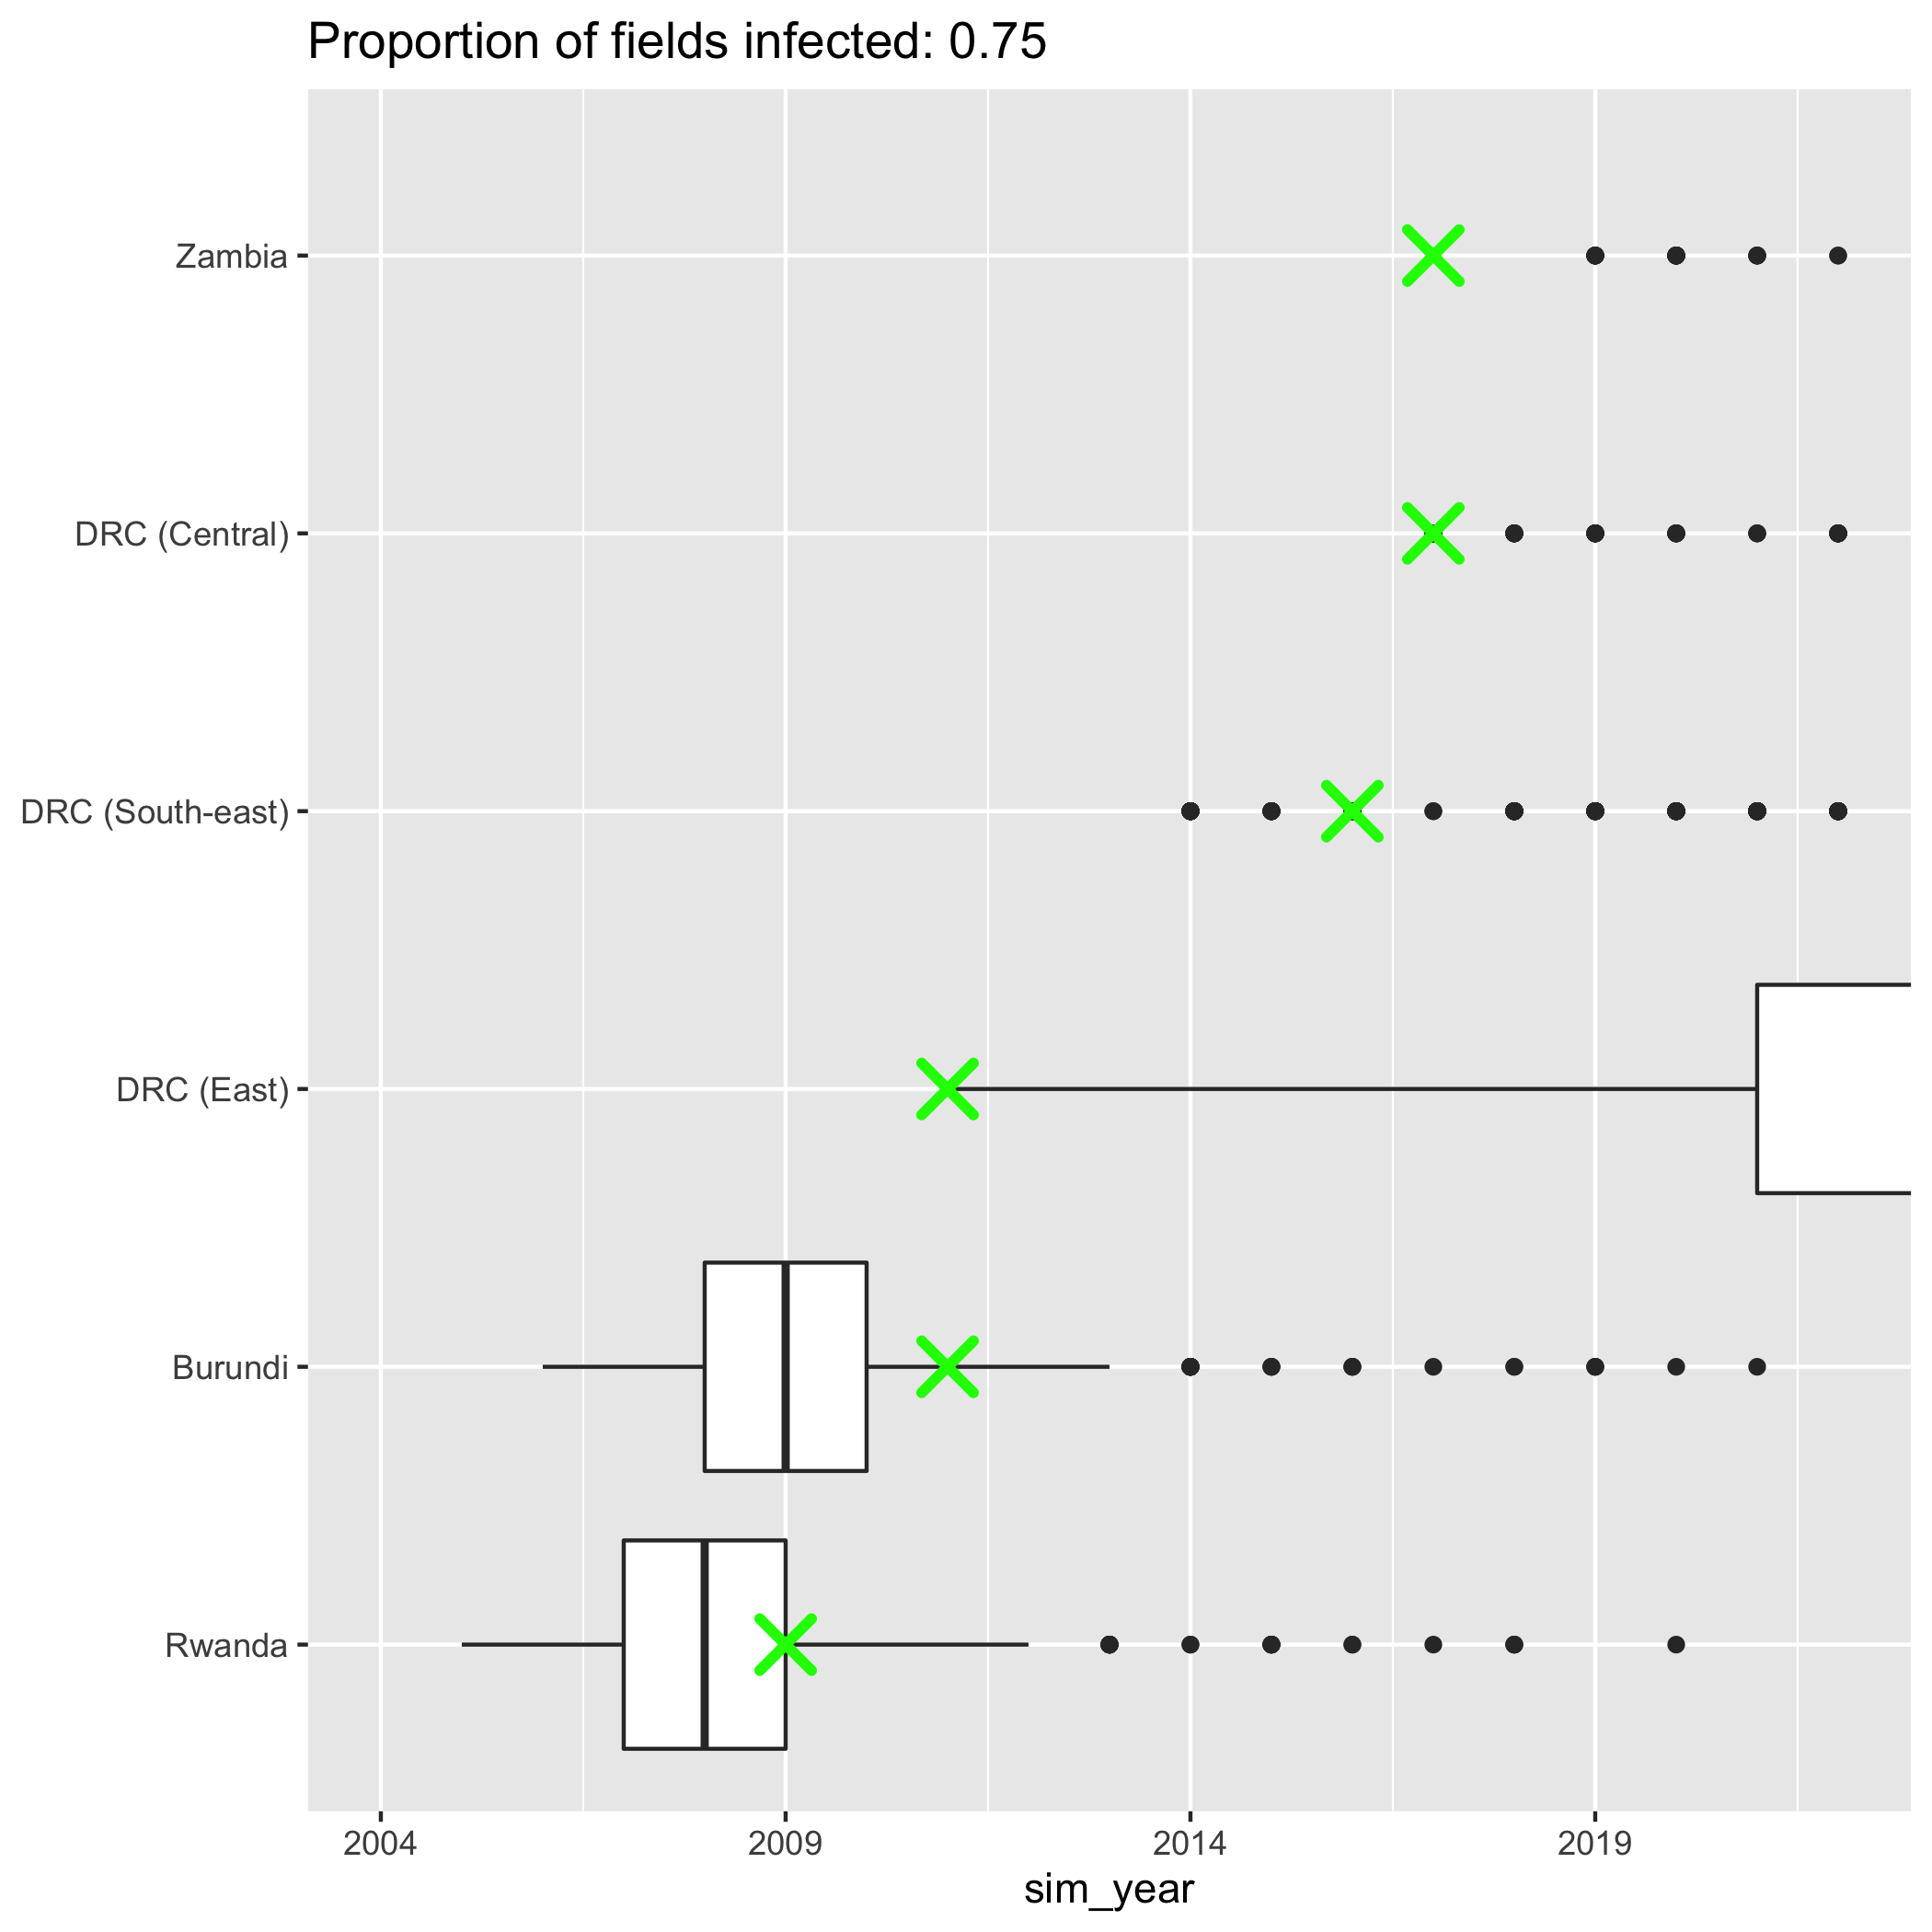 Proportion of fields infected: 0.75
Zambia
DRC (Central)
DRC (South-east)
DRC (East)
Burundi
Rwanda
2004 2009 2014 2019
sim_year